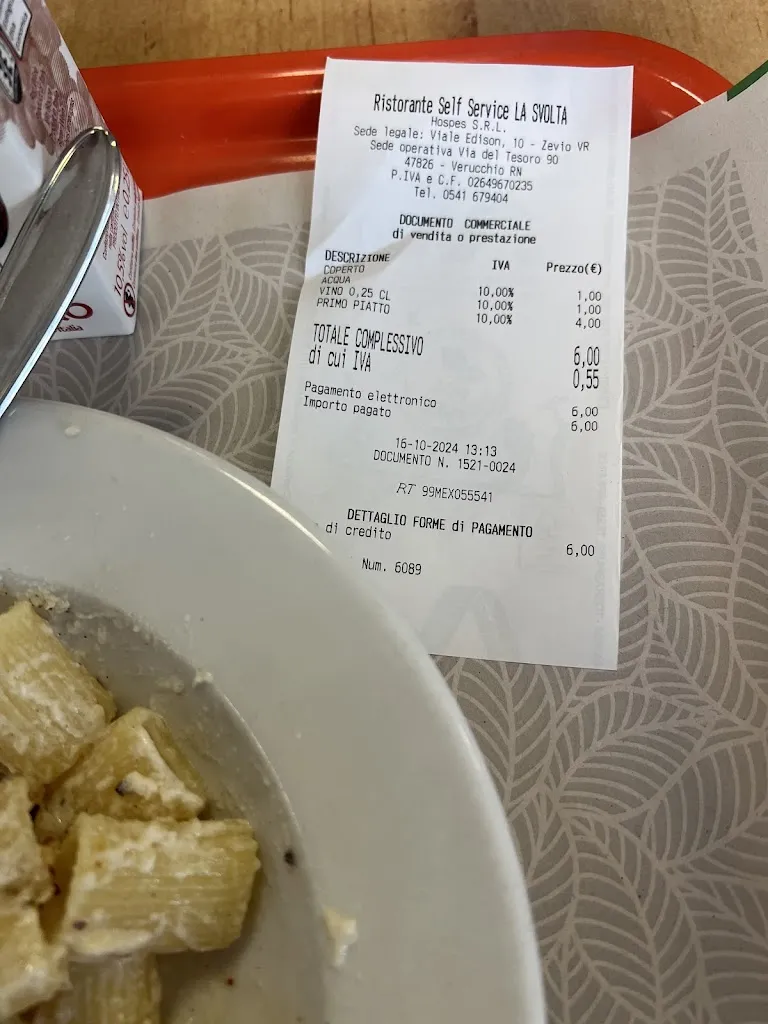 Ristorante Self Service LA SVOLTA
Hospes S.R.L.
Sede legale: Viale Edison, 10 - Zevio VR
Sede operativa Via del Tesoro 90
47826 - Verucchio RN
P.IVA e C.F. 02649670235
Tel. 0541 679404
DOCUMENTO COMMERCIALE
di vendita o prestazione
DESCRIZIONE IVA Prezzo(€)
COPERTO
ACQUA 10,00% 1,00
VINO 0,25 CL 10,00% 1,00
PRIMO PIATTO 10,00% 4,00
TOTALE COMPLESSIVO 6,00
di cui IVA 0,55
Pagamento elettronico 6,00
Importo pagato 6,00
16-10-2024 13:13
DOCUMENTO N. 1521-0024
RT 99MEX055541
DETTAGLIO FORME di PAGAMENTO
di credito 6,00
Num. 6089
10,5%vol
Italia